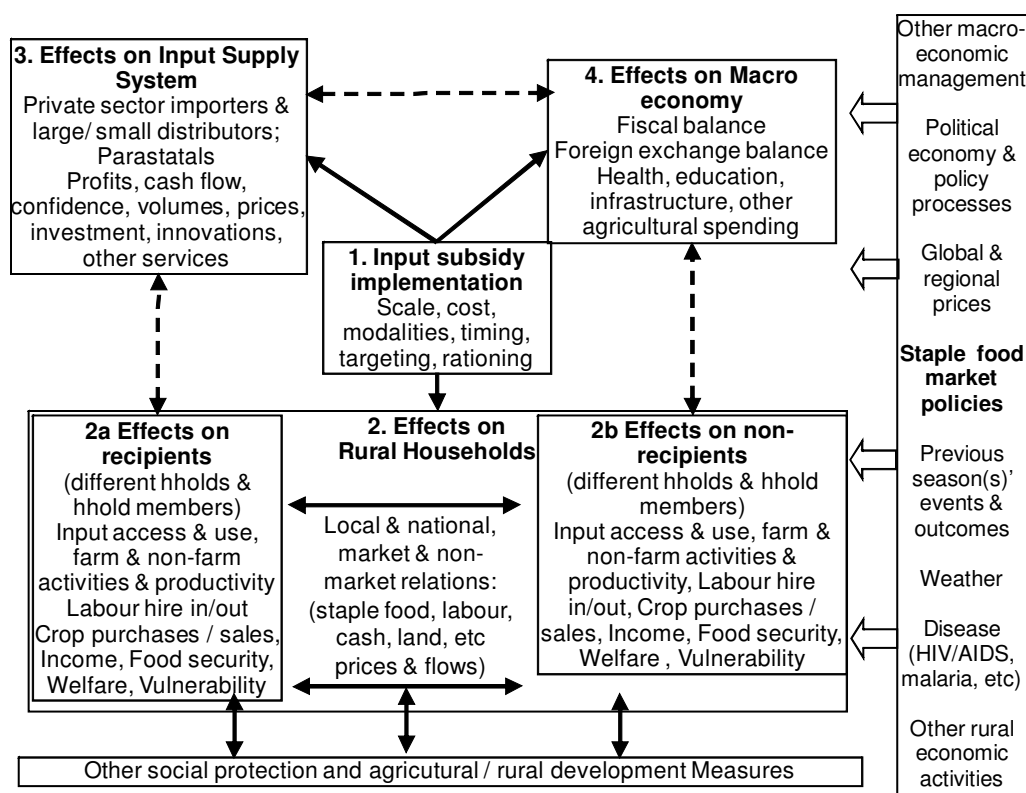 3. Effects on Input Supply
System
Private sector importers &
large/ small distributors;
Parastatals
Profits, cash flow,
confidence, volumes, prices,
investment, innovations,
other services
4. Effects on Macro
economy
Fiscal balance
Foreign exchange balance
Health, education,
infrastructure, other
agricultural spending
1. Input subsidy
implementation
Scale, cost,
modalities, timing,
targeting, rationing
2a Effects on
recipients
(different hholds &
hhold members)
Input access & use,
farm & non-farm
activities & productivity
Labour hire in/out
Crop purchases / sales,
Income, Food security,
Welfare, Vulnerability
2. Effects on
Rural Households
Local & national,
market & non-
market relations:
(staple food, labour,
cash, land, etc
prices & flows)
2b Effects on non-
recipients
(different hholds & hhold
members)
Input access & use, farm &
non-farm activities &
productivity, Labour hire
in/out, Crop purchases /
sales, Income, Food security,
Welfare , Vulnerability
Other social protection and agricutural / rural development Measures
Other macro-
economic
management
Political
economy &
policy
processes
Global &
regional
prices
Staple food
market
policies
Previous
season(s)’
events &
outcomes
Weather
Disease
(HIV/AIDS,
malaria, etc)
Other rural
economic
activities